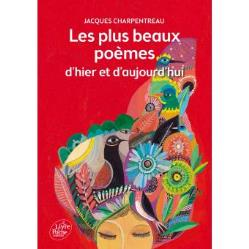 JACQUES CHARPENTREAU
Les plus beaux
poèmes
d'hier et d'aujourd'hui
Le Livre
de Poche